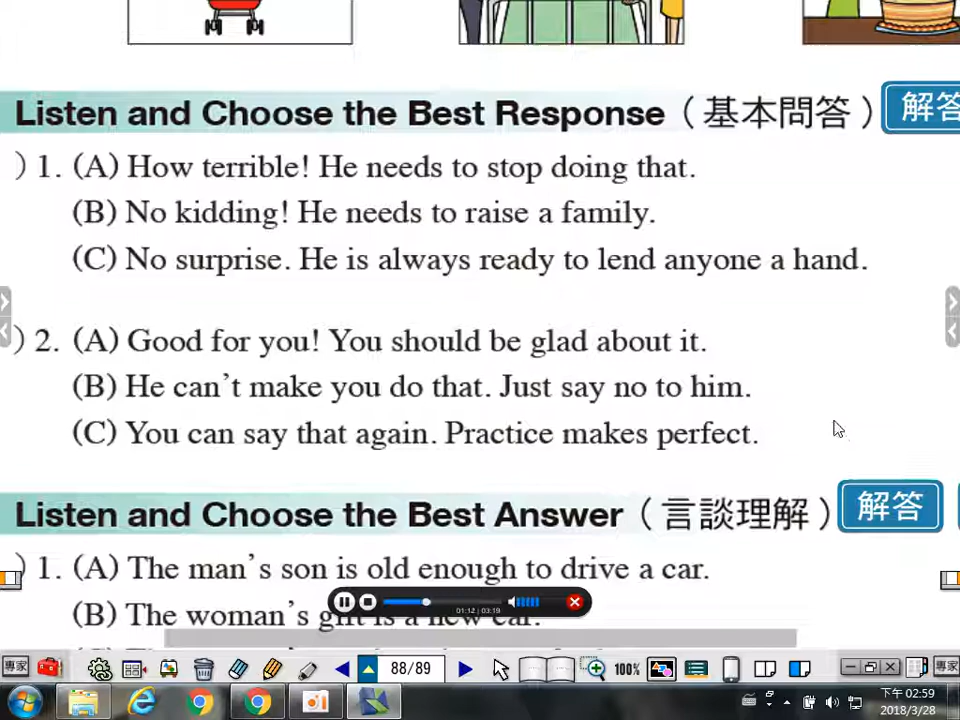 Listen and Choose the Best Response（基本問答）解答
) 1. (A) How terrible! He needs to stop doing that.
(B) No kidding! He needs to raise a family.
(C) No surprise. He is always ready to lend anyone a hand.
) 2. (A) Good for you! You should be glad about it.
(B) He can't make you do that. Just say no to him.
(C) You can say that again. Practice makes perfect.
Listen and Choose the Best Answer（言談理解）解答
) 1. (A) The man's son is old enough to drive a car.
(B) The woman's gift is a new car.
01:12 | 03:19
專家 88/89 100% 專家
下午 02:59
2018/3/28